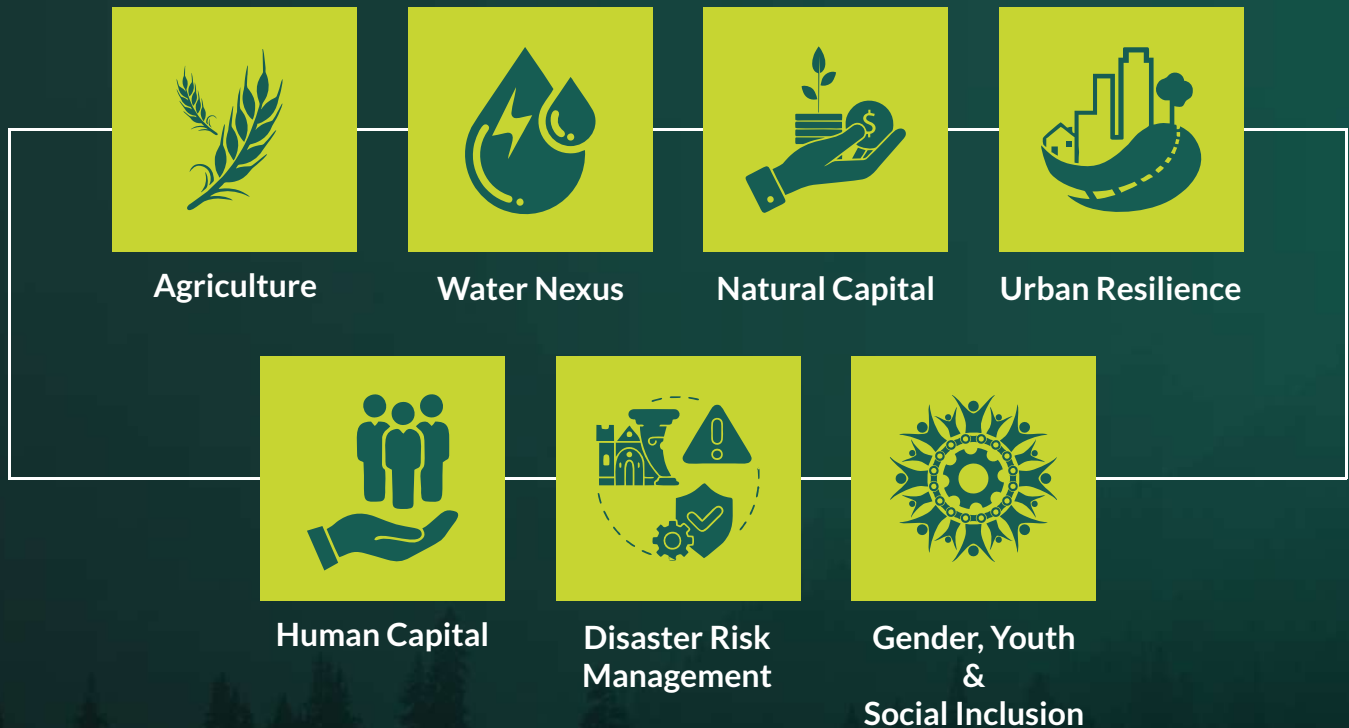 $
Agriculture
Water Nexus
Natural Capital
Urban Resilience
Human Capital
Disaster Risk
Management
Gender, Youth
&
Social Inclusion